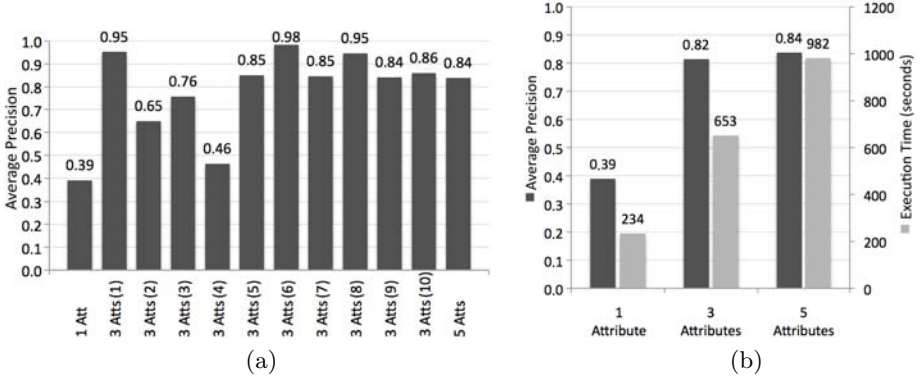 Average Precision
1.0
0.9
0.8
0.7
0.6
0.5
0.4
0.3
0.2
0.1
0.0
0.39
0.95
0.65
0.76
0.46
0.85
0.98
0.85
0.95
0.84
0.86
0.84
1 Att
3 Atts (1)
3 Atts (2)
3 Atts (3)
3 Atts (4)
3 Atts (5)
3 Atts (6)
3 Atts (7)
3 Atts (8)
3 Atts (9)
3 Atts (10)
5 Atts
(a)
Average Precision
1.0
0.9
0.8
0.7
0.6
0.5
0.4
0.3
0.2
0.1
0.0
0.39
234
0.82
653
0.84
982
1200
1000
800
600
400
200
0
Execution Time (seconds)
1
Attribute
3
Attributes
5
Attributes
(b)